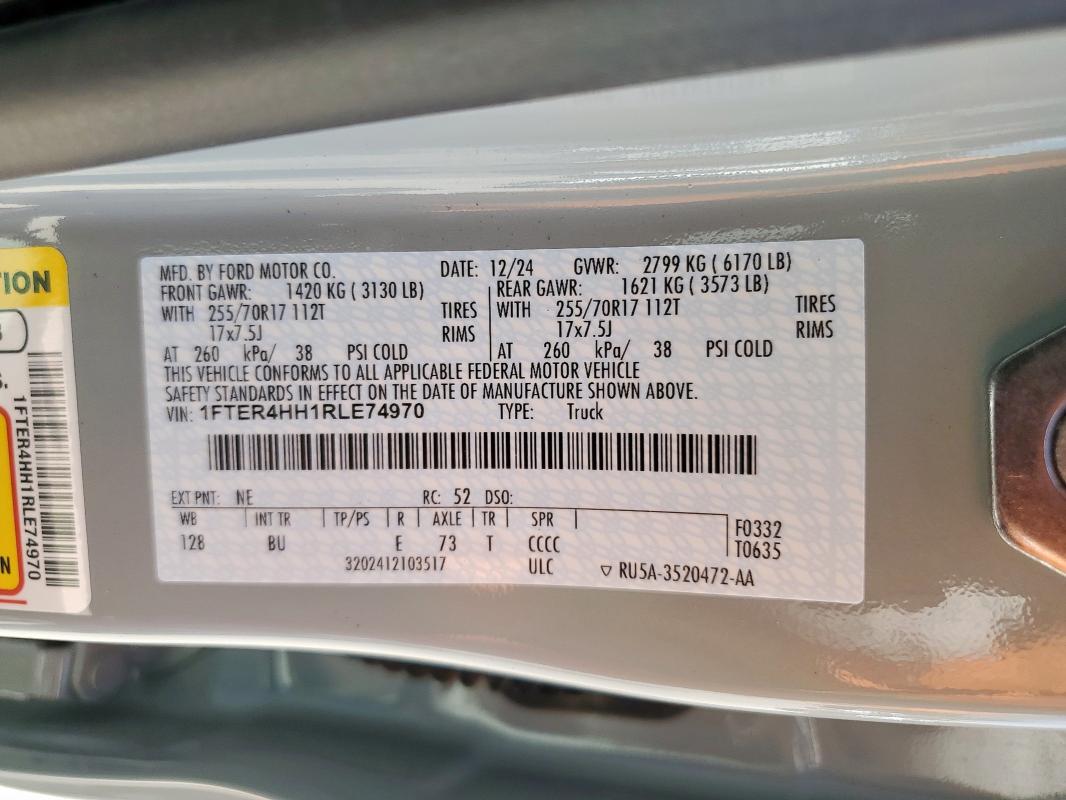 MFD. BY FORD MOTOR CO. DATE: 12/24 GVWR: 2799 KG ( 6170 LB)
FRONT GAWR: 1420 KG ( 3130 LB) REAR GAWR: 1621 KG ( 3573 LB)
WITH 255/70R17 112T TIRES WITH 255/70R17 112T TIRES
17x7.5J RIMS 17x7.5J RIMS
AT 260 kPa/ 38 PSI COLD AT 260 kPa/ 38 PSI COLD
THIS VEHICLE CONFORMS TO ALL APPLICABLE FEDERAL MOTOR VEHICLE
SAFETY STANDARDS IN EFFECT ON THE DATE OF MANUFACTURE SHOWN ABOVE.
VIN: 1FTER4HH1RLE74970 TYPE: Truck
EXT PNT: NE RC: 52 DSO:
WB INT TR TP/PS R AXLE TR SPR F0332
128 BU E 73 T CCCC T0635
3202412103517 ULC ▽ RU5A-3520472-AA
1FTER4HH1RLE74970